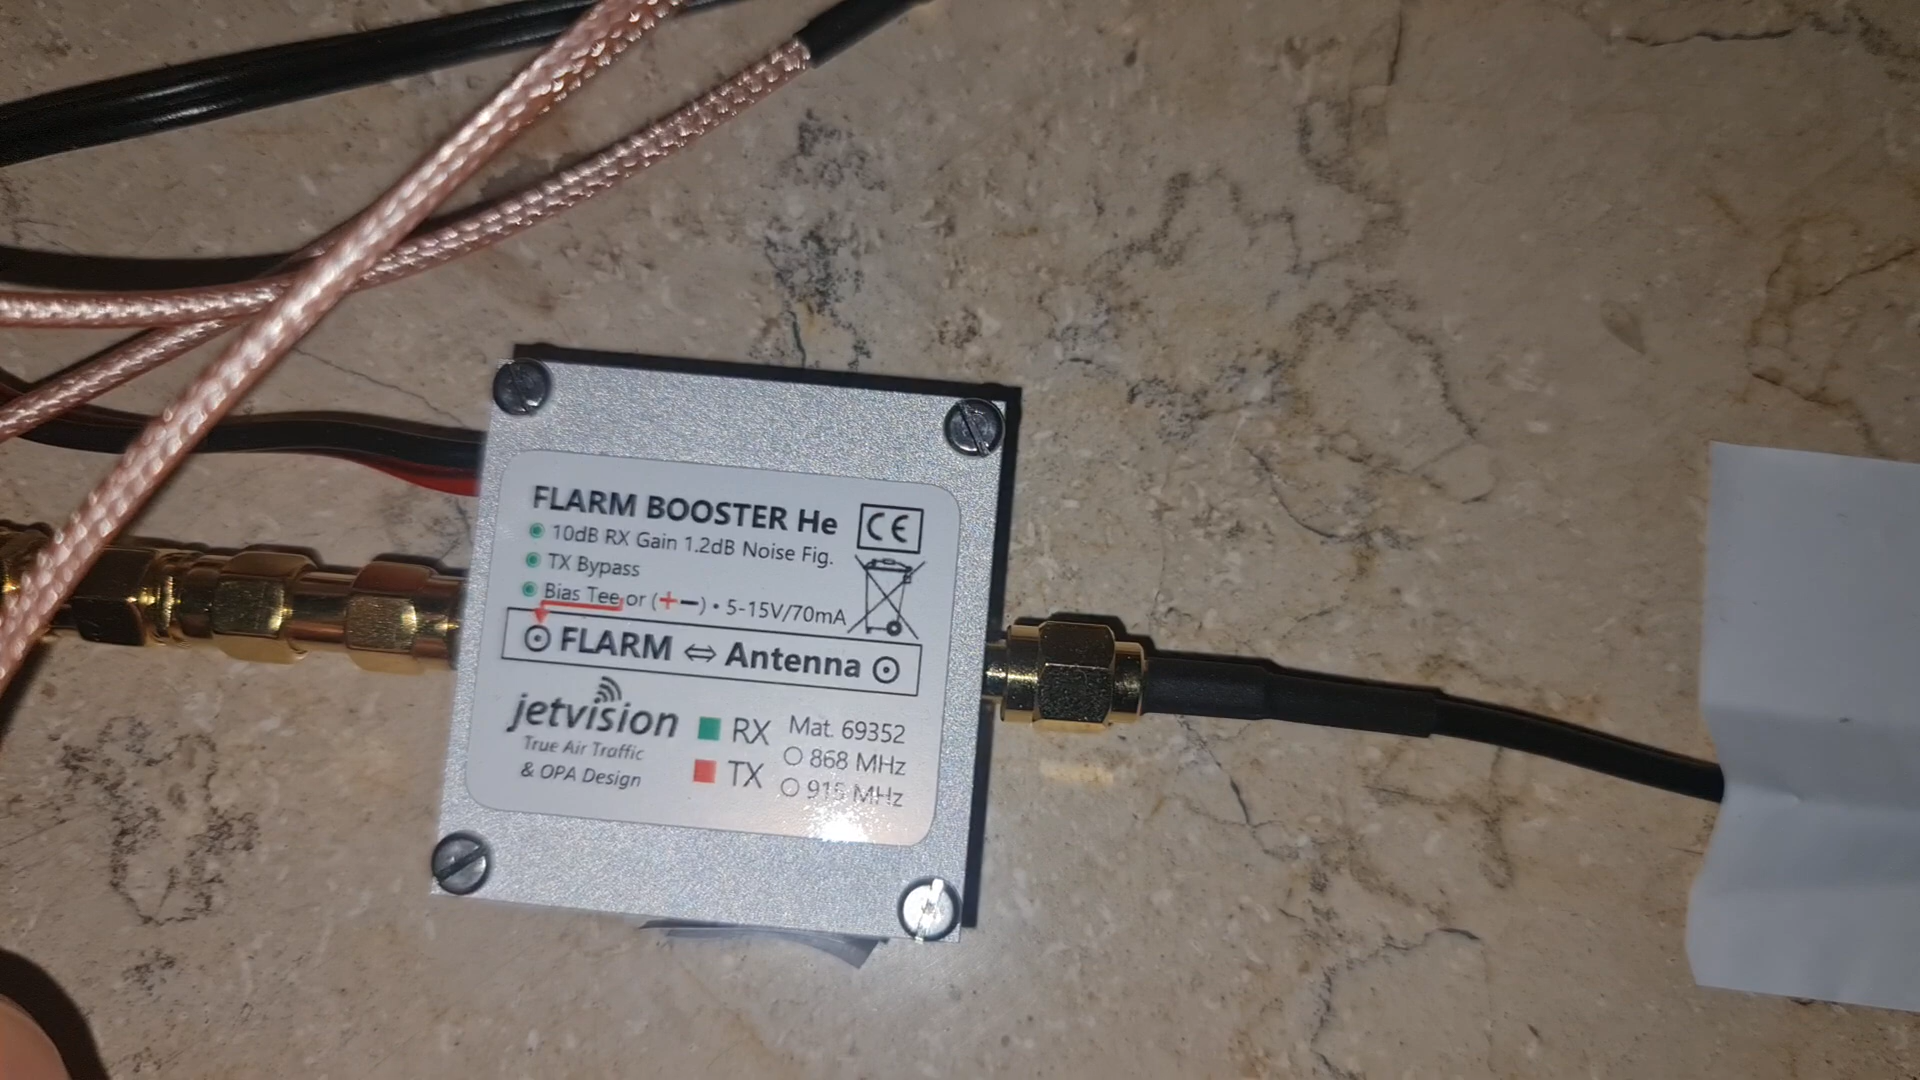 FLARM BOOSTER He
CE
10dB RX Gain 1.2dB Noise Fig.
TX Bypass
Bias Tee or (+−) • 5-15V/70mA
FLARM ⇔ Antenna
jetvision
True Air Traffic
& OPA Design
RX
TX
Mat. 69352
868 MHz
915 MHz